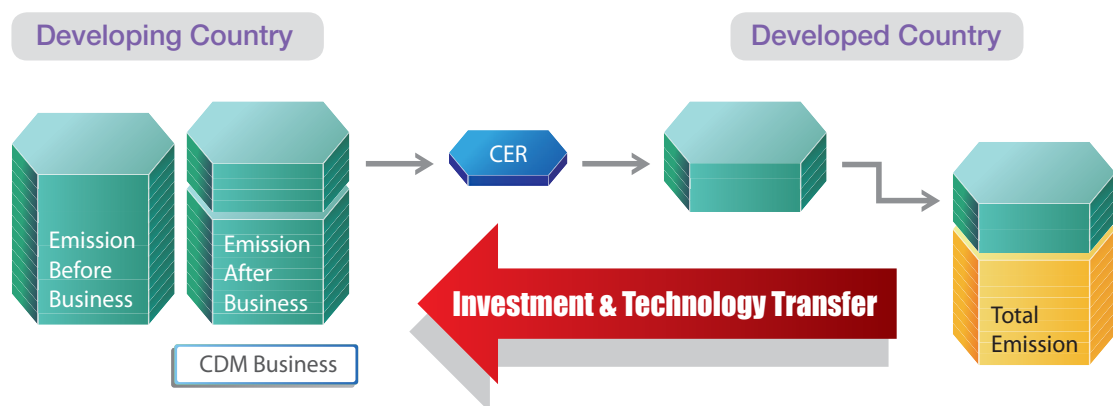 Developing Country
Developed Country
CER
Emission
Before
Business
Emission
After
Business
Investment & Technology Transfer
Total
Emission
CDM Business